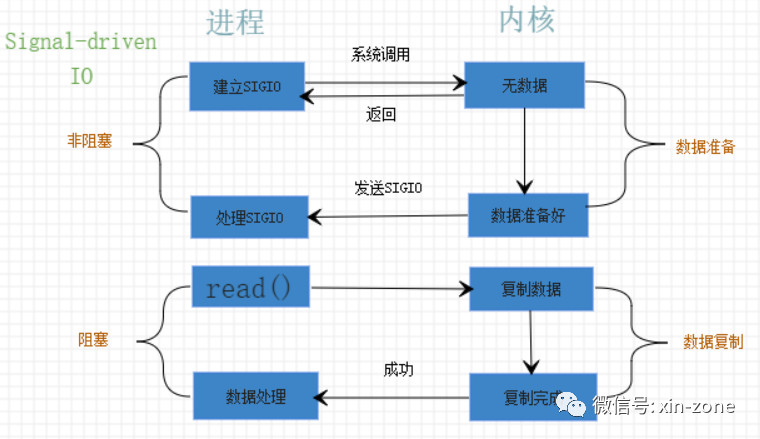 Signal-driven
IO
进程
内核
系统调用
建立SIGIO
无数据
返回
非阻塞
数据准备
发送SIGIO
处理SIGIO
数据准备好
read()
复制数据
阻塞
数据复制
成功
数据处理
复制完成
微信号: xin-zone